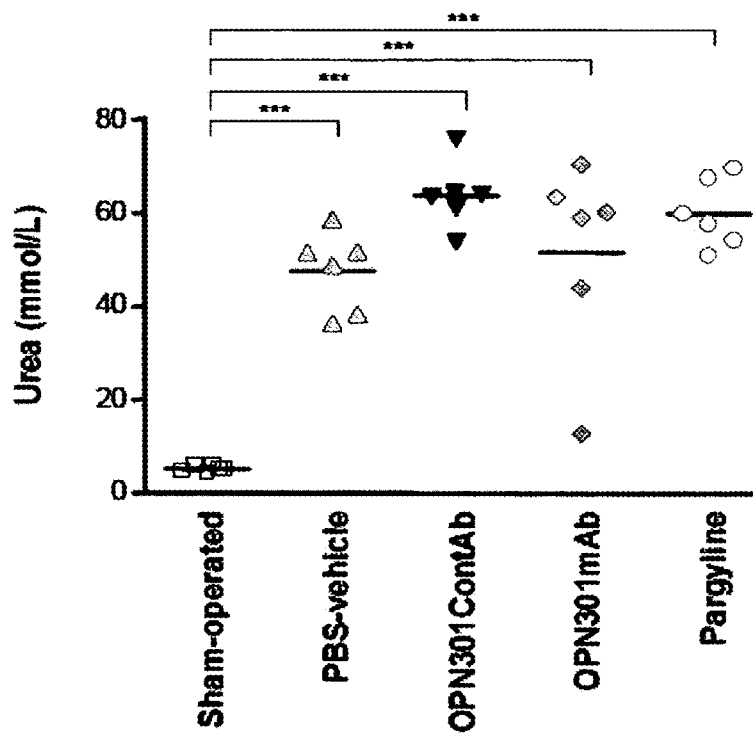 ***
***
***
***
80
60
40
20
0
Urea (mmol/L)
Sham-operated
PBS-vehicle
OPN301ContAb
OPN301mAb
Pargyline